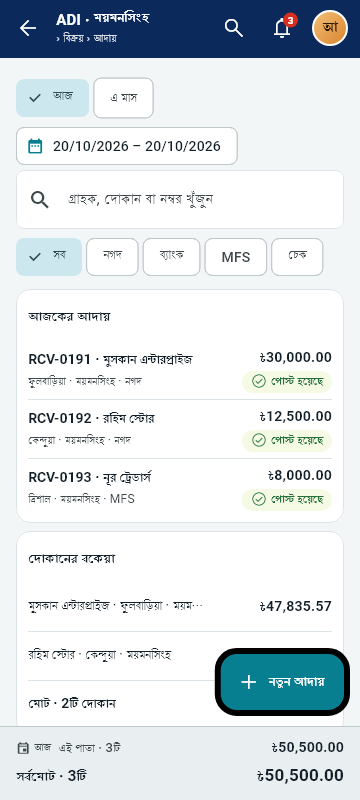 ADI · ময়মনসিংহ
› বিক্রয় › আদায়
3
আ
আজ
এ মাস
20/10/2026 – 20/10/2026
গ্রাহক, দোকান বা নম্বর খুঁজুন
সব
নগদ
ব্যাংক
MFS
চেক
আজকের আদায়
RCV-0191 · মুসকান এন্টারপ্রাইজ
৳30,000.00
ফুলবাড়িয়া · ময়মনসিংহ · নগদ
পোস্ট হয়েছে
RCV-0192 · রহিম স্টোর
৳12,500.00
কেন্দুয়া · ময়মনসিংহ · নগদ
পোস্ট হয়েছে
RCV-0193 · নূর ট্রেডার্স
৳8,000.00
ত্রিশাল · ময়মনসিংহ · MFS
পোস্ট হয়েছে
দোকানের বকেয়া
মুসকান এন্টারপ্রাইজ · ফুলবাড়িয়া · ময়ম...
৳47,835.57
রহিম স্টোর · কেন্দুয়া · ময়মনসিংহ
নতুন আদায়
মোট · 2টি দোকান
আজ এই পাতা · 3টি
৳50,500.00
সর্বমোট · 3টি
৳50,500.00